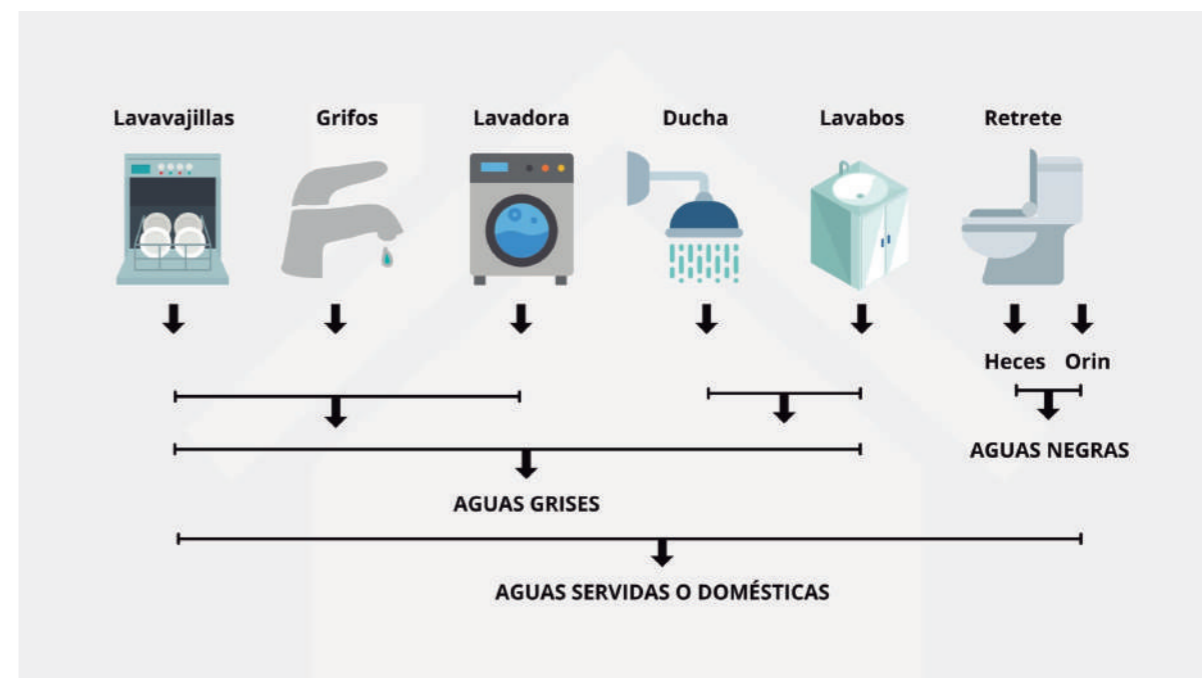 Lavavajillas Grifos Lavadora Ducha Lavabos Retrete
Heces Orin
AGUAS NEGRAS
AGUAS GRISES
AGUAS SERVIDAS O DOMÉSTICAS